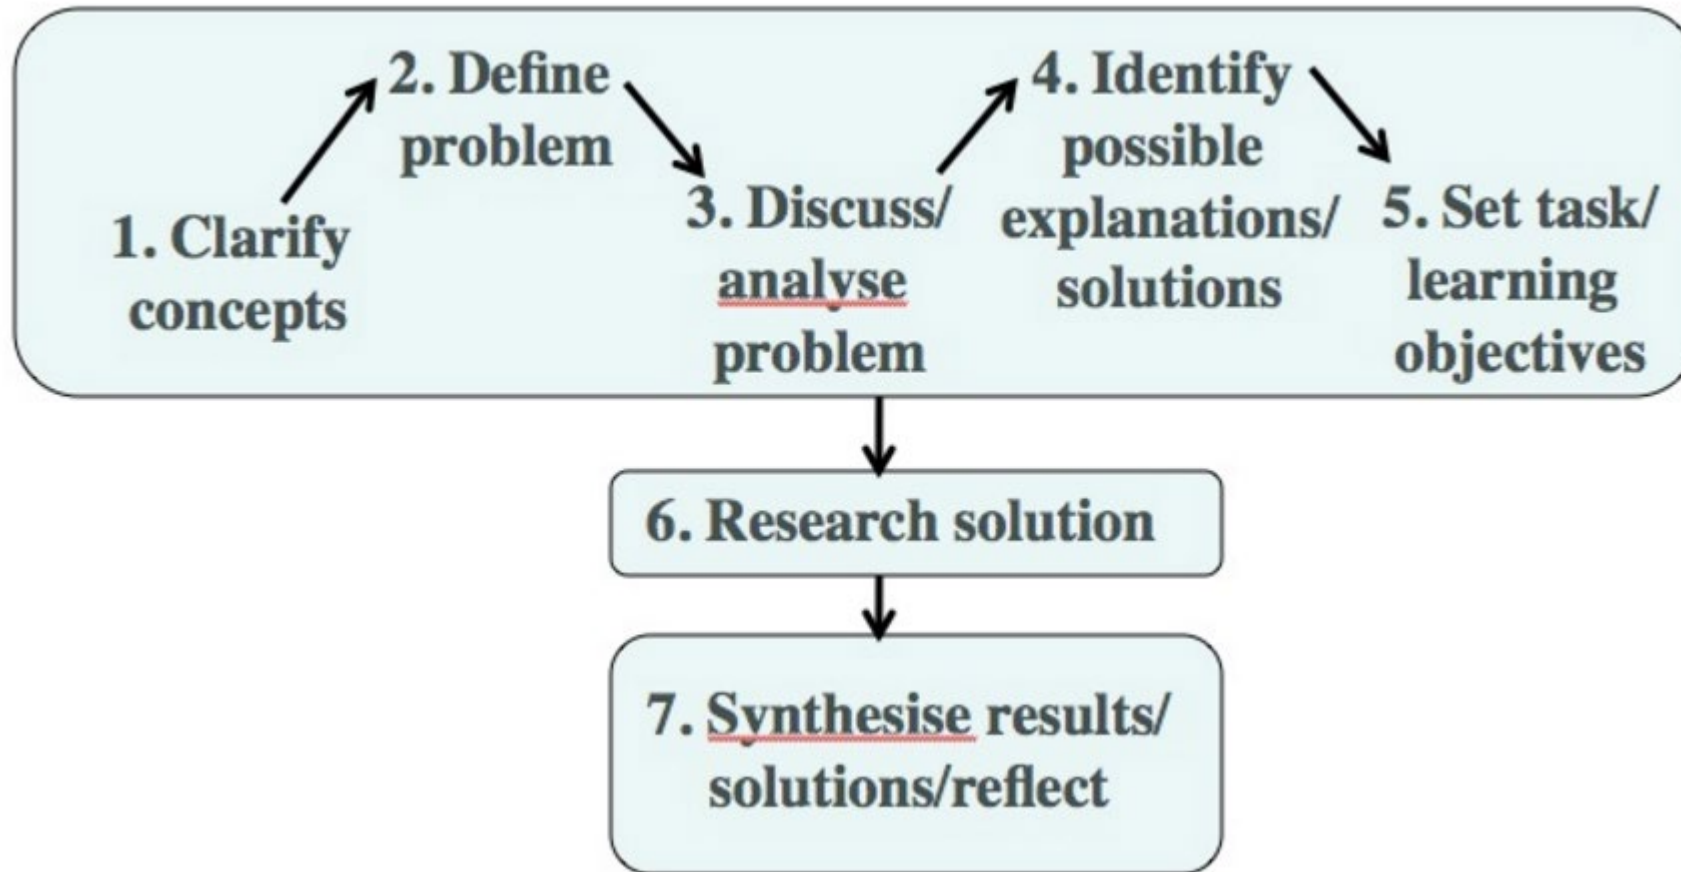 1. Clarify
concepts
2. Define
problem
3. Discuss/
analyse
problem
4. Identify
possible
explanations/
solutions
5. Set task/
learning
objectives
6. Research solution
7. Synthesise results/
solutions/reflect